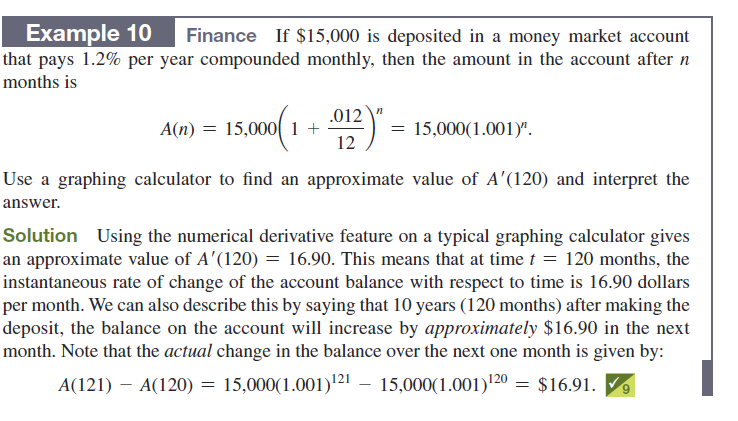 Example 10 Finance If $15,000 is deposited in a money market account
that pays 1.2% per year compounded monthly, then the amount in the account after n
months is
A(n) = 15,000(1 + .012/12)ⁿ = 15,000(1.001)ⁿ.
Use a graphing calculator to find an approximate value of A′(120) and interpret the
answer.
Solution Using the numerical derivative feature on a typical graphing calculator gives
an approximate value of A′(120) = 16.90. This means that at time t = 120 months, the
instantaneous rate of change of the account balance with respect to time is 16.90 dollars
per month. We can also describe this by saying that 10 years (120 months) after making the
deposit, the balance on the account will increase by approximately $16.90 in the next
month. Note that the actual change in the balance over the next one month is given by:
A(121) − A(120) = 15,000(1.001)¹²¹ − 15,000(1.001)¹²⁰ = $16.91. ✓9